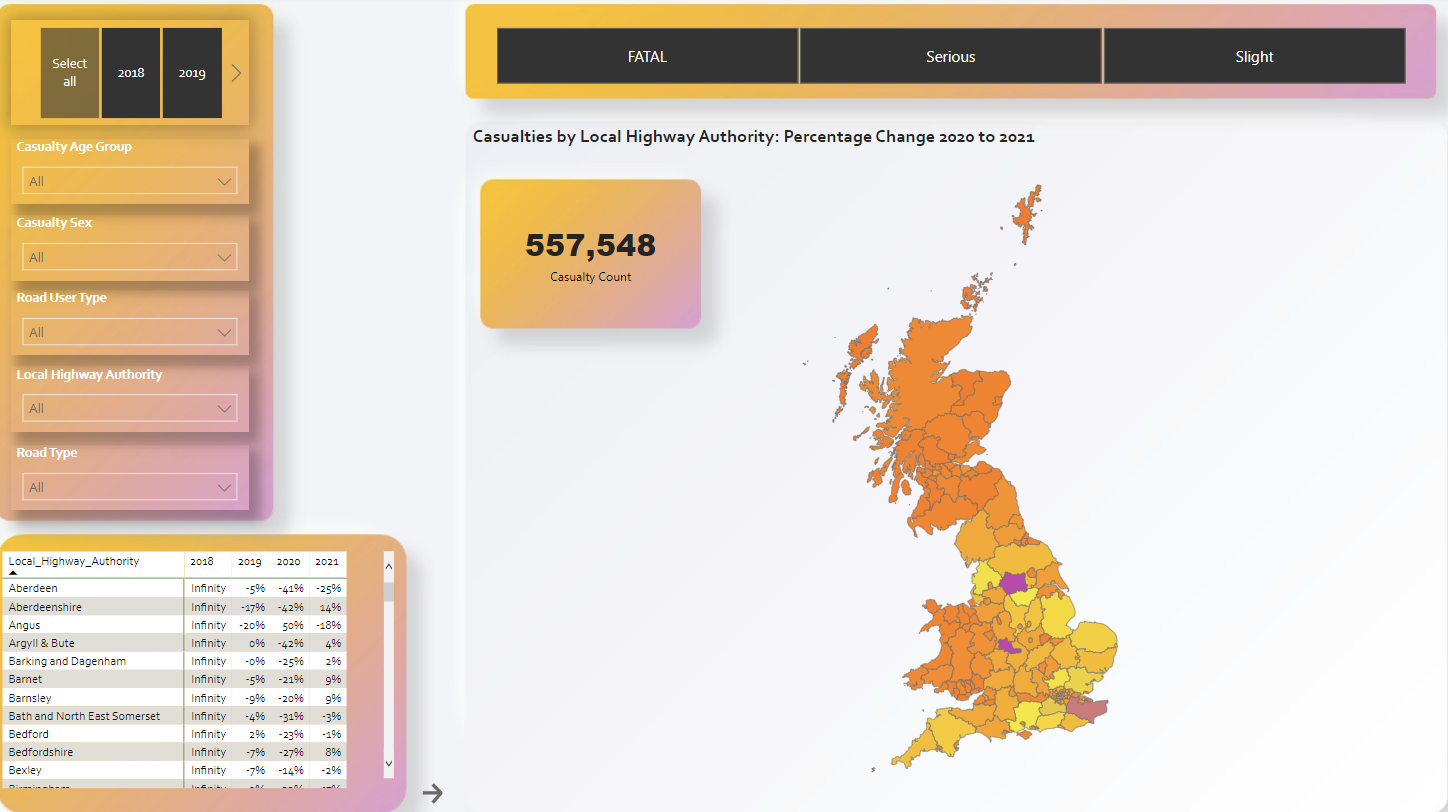 Select
all
2018
2019
FATAL
Serious
Slight
Casualty Age Group
All
Casualty Sex
All
Road User Type
All
Local Highway Authority
All
Road Type
All
Casualties by Local Highway Authority: Percentage Change 2020 to 2021
557,548
Casualty Count
Local_Highway_Authority 2018 2019 2020 2021
Aberdeen Infinity -5% -41% -25%
Aberdeenshire Infinity -17% -42% 14%
Angus Infinity -20% 50% -18%
Argyll & Bute Infinity 0% -42% 4%
Barking and Dagenham Infinity -0% -25% 2%
Barnet Infinity -5% -21% 9%
Barnsley Infinity -9% -20% 9%
Bath and North East Somerset Infinity -4% -31% -3%
Bedford Infinity 2% -23% -1%
Bedfordshire Infinity -7% -27% 8%
Bexley Infinity -7% -14% -2%